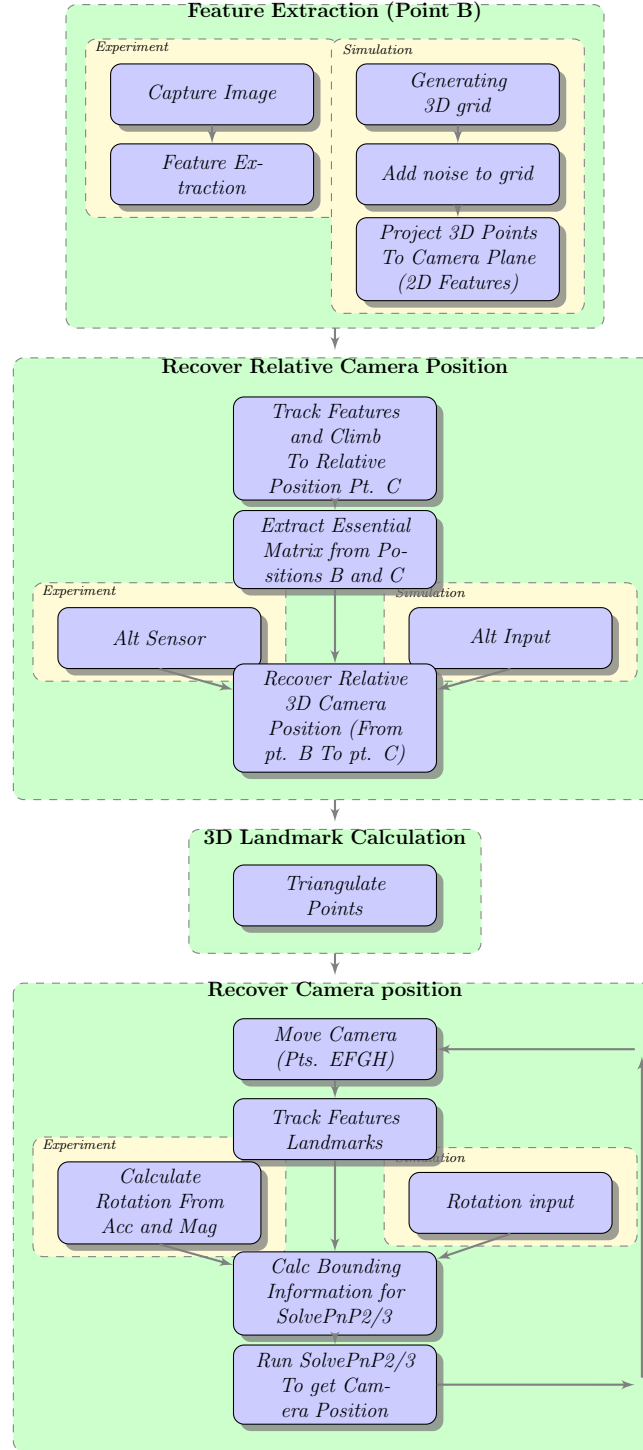 Feature Extraction (Point B)
Experiment
Capture Image
Feature Ex-
traction
Simulation
Generating
3D grid
Add noise to grid
Project 3D Points
To Camera Plane
(2D Features)
Recover Relative Camera Position
Track Features
and Climb
To Relative
Position Pt. C
Extract Essential
Matrix from Po-
sitions B and C
Experiment
Alt Sensor
Simulation
Alt Input
Recover Relative
3D Camera
Position (From
pt. B To pt. C)
3D Landmark Calculation
Triangulate
Points
Recover Camera position
Move Camera
(Pts. EFGH)
Track Features
Landmarks
Experiment
Calculate
Rotation From
Acc and Mag
Simulation
Rotation input
Calc Bounding
Information for
SolvePnP2/3
Run SolvePnP2/3
To get Cam-
era Position